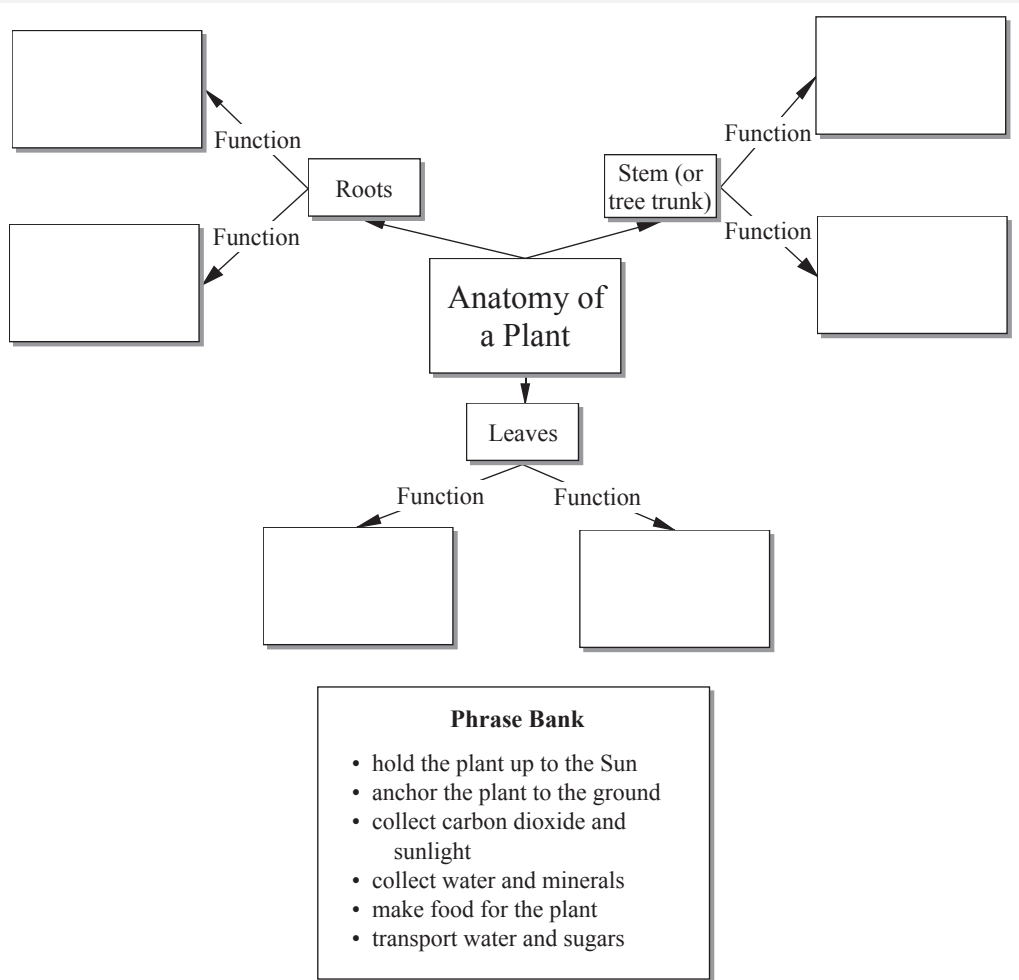 Function
Function
Roots
Stem (or
tree trunk)
Function
Function
Anatomy of
a Plant
Leaves
Function
Function
Phrase Bank
• hold the plant up to the Sun
• anchor the plant to the ground
• collect carbon dioxide and
sunlight
• collect water and minerals
• make food for the plant
• transport water and sugars